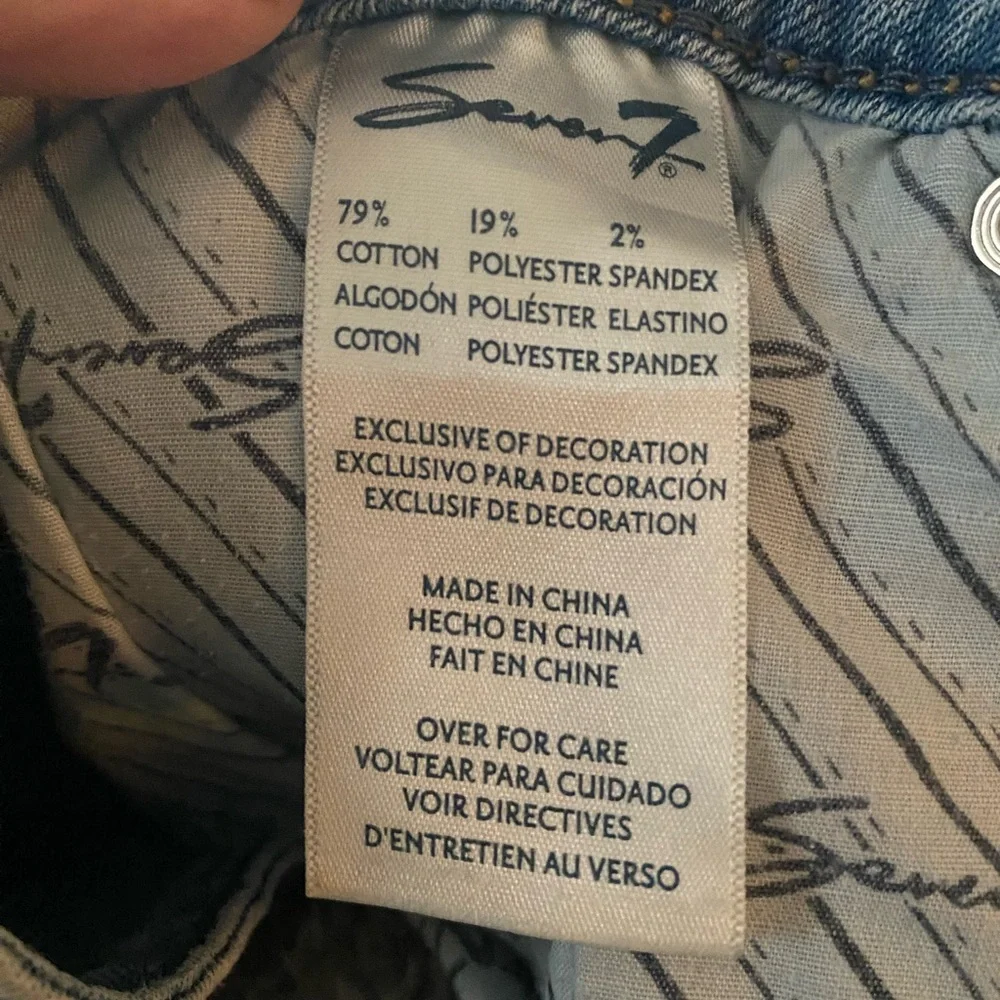 Seven7®
79% 19% 2%
COTTON POLYESTER SPANDEX
ALGODÓN POLIÉSTER ELASTINO
COTON POLYESTER SPANDEX
EXCLUSIVE OF DECORATION
EXCLUSIVO PARA DECORACIÓN
EXCLUSIF DE DECORATION
MADE IN CHINA
HECHO EN CHINA
FAIT EN CHINE
OVER FOR CARE
VOLTEAR PARA CUIDADO
VOIR DIRECTIVES
D'ENTRETIEN AU VERSO
Seven
Seven